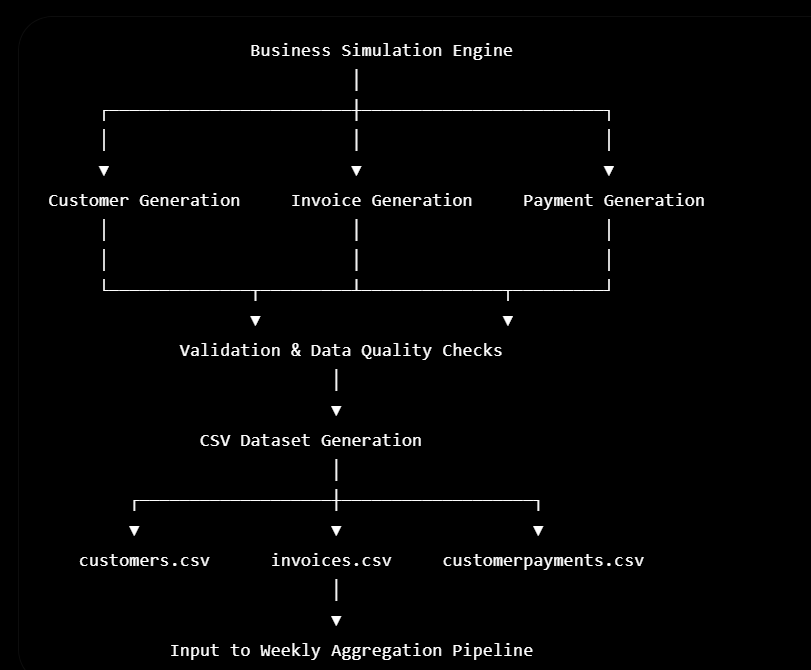 Business Simulation Engine
Customer Generation Invoice Generation Payment Generation
Validation & Data Quality Checks
CSV Dataset Generation
customers.csv invoices.csv customerpayments.csv
Input to Weekly Aggregation Pipeline